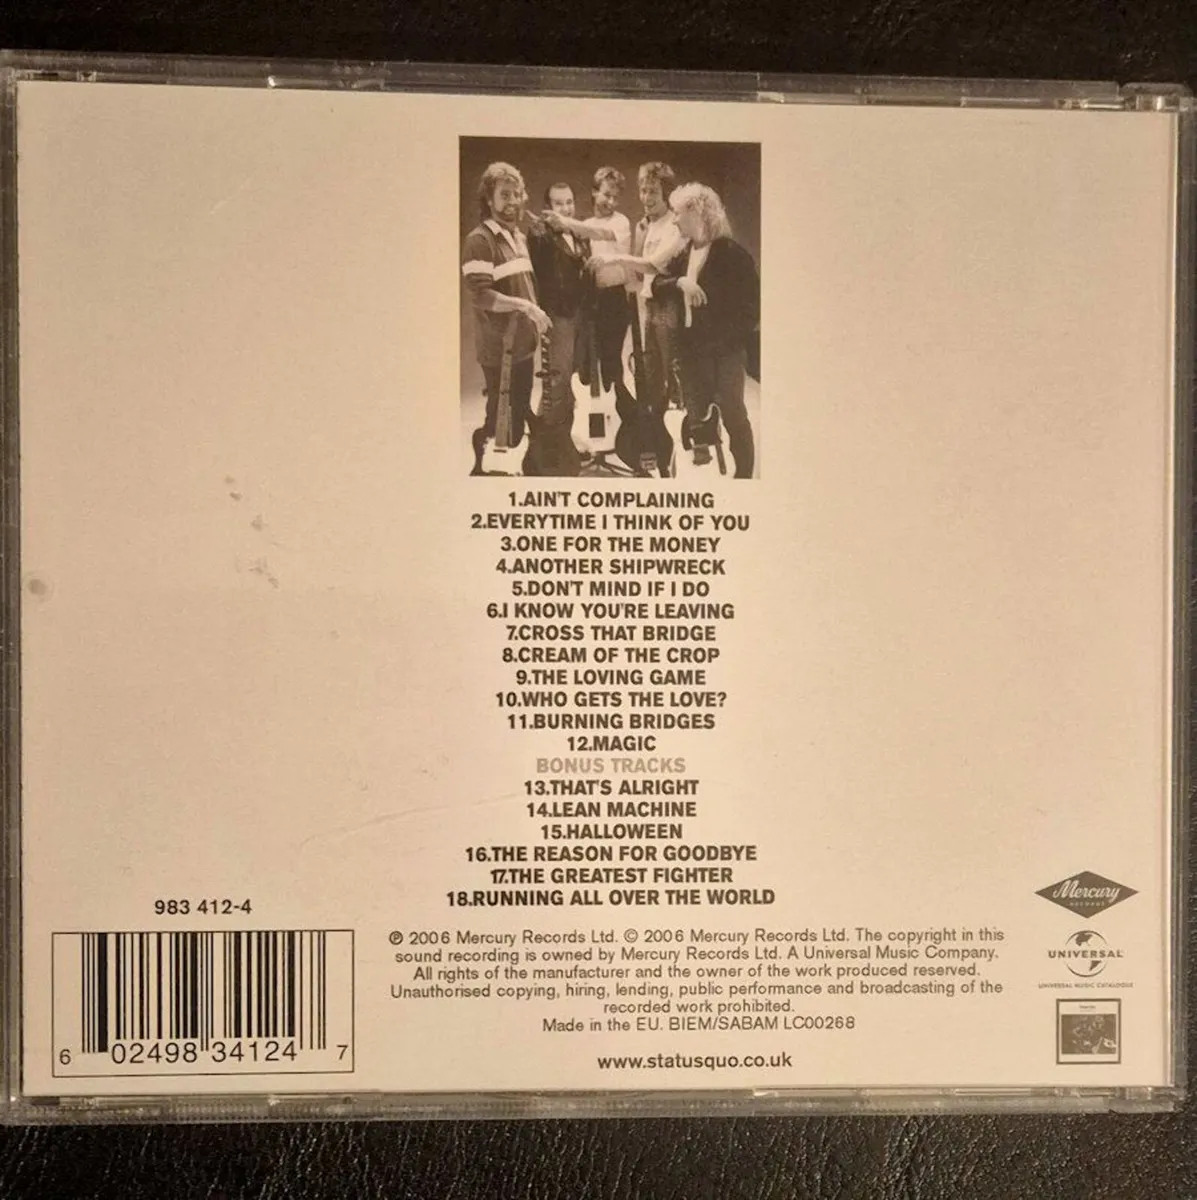 1.AIN'T COMPLAINING
2.EVERYTIME I THINK OF YOU
3.ONE FOR THE MONEY
4.ANOTHER SHIPWRECK
5.DON'T MIND IF I DO
6.I KNOW YOU'RE LEAVING
7.CROSS THAT BRIDGE
8.CREAM OF THE CROP
9.THE LOVING GAME
10.WHO GETS THE LOVE?
11.BURNING BRIDGES
12.MAGIC
BONUS TRACKS
13.THAT'S ALRIGHT
14.LEAN MACHINE
15.HALLOWEEN
16.THE REASON FOR GOODBYE
17.THE GREATEST FIGHTER
18.RUNNING ALL OVER THE WORLD
983 412-4
6 02498 34124 7
℗ 2006 Mercury Records Ltd. © 2006 Mercury Records Ltd. The copyright in this
sound recording is owned by Mercury Records Ltd. A Universal Music Company.
All rights of the manufacturer and the owner of the work produced reserved.
Unauthorised copying, hiring, lending, public performance and broadcasting of the
recorded work prohibited.
Made in the EU. BIEM/SABAM LC00268
www.statusquo.co.uk
Mercury
RECORDS
UNIVERSAL
UNIVERSAL MUSIC CATALOGUE